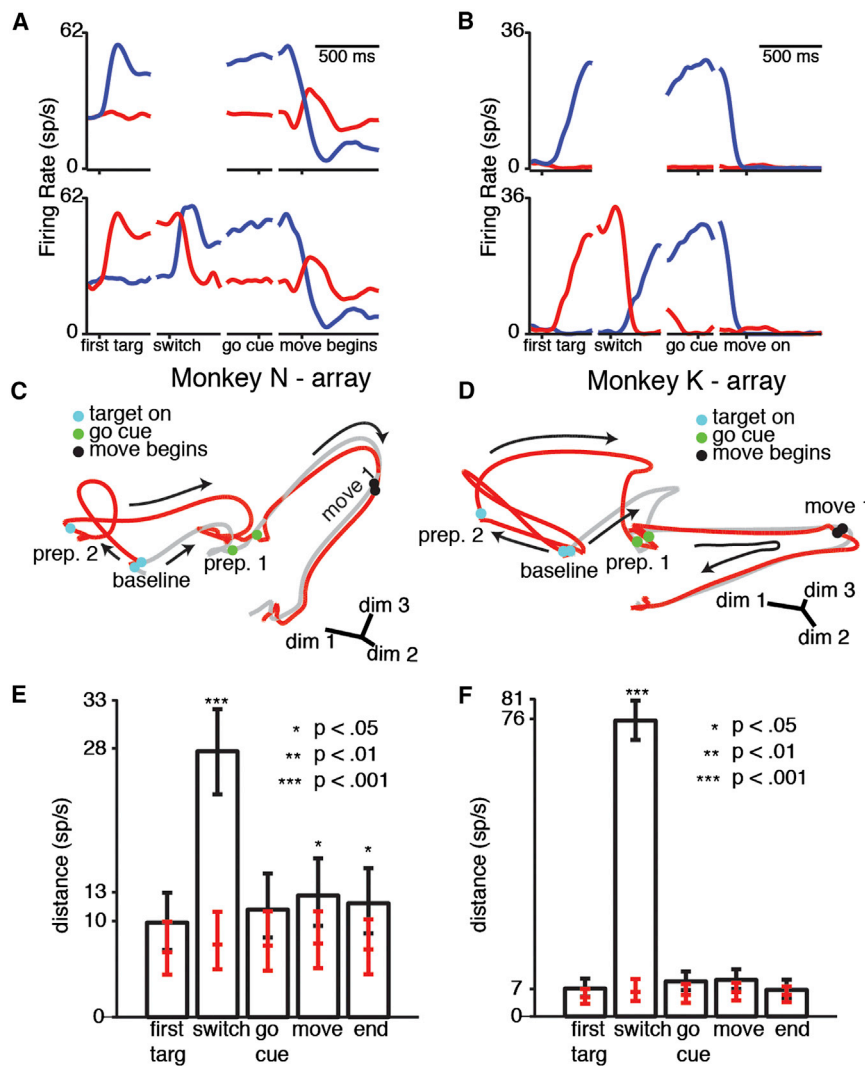 A
62
Firing Rate (sp/s)
0
500 ms
62
0
first targ switch go cue move begins
Monkey N - array
B
36
Firing Rate (sp/s)
0
500 ms
36
0
first targ switch go cue move on
Monkey K - array
C
target on
go cue
move begins
move 1
prep. 2
baseline
prep. 1
dim 3
dim 1
dim 2
D
target on
go cue
move begins
move 1
prep. 2
baseline
prep. 1
dim 3
dim 1
dim 2
E
33
28
13
10
0
distance (sp/s)
***
* p < .05
** p < .01
*** p < .001
*
*
first switch go move end
targ cue
F
81
76
7
0
distance (sp/s)
***
* p < .05
** p < .01
*** p < .001
first switch go move end
targ cue